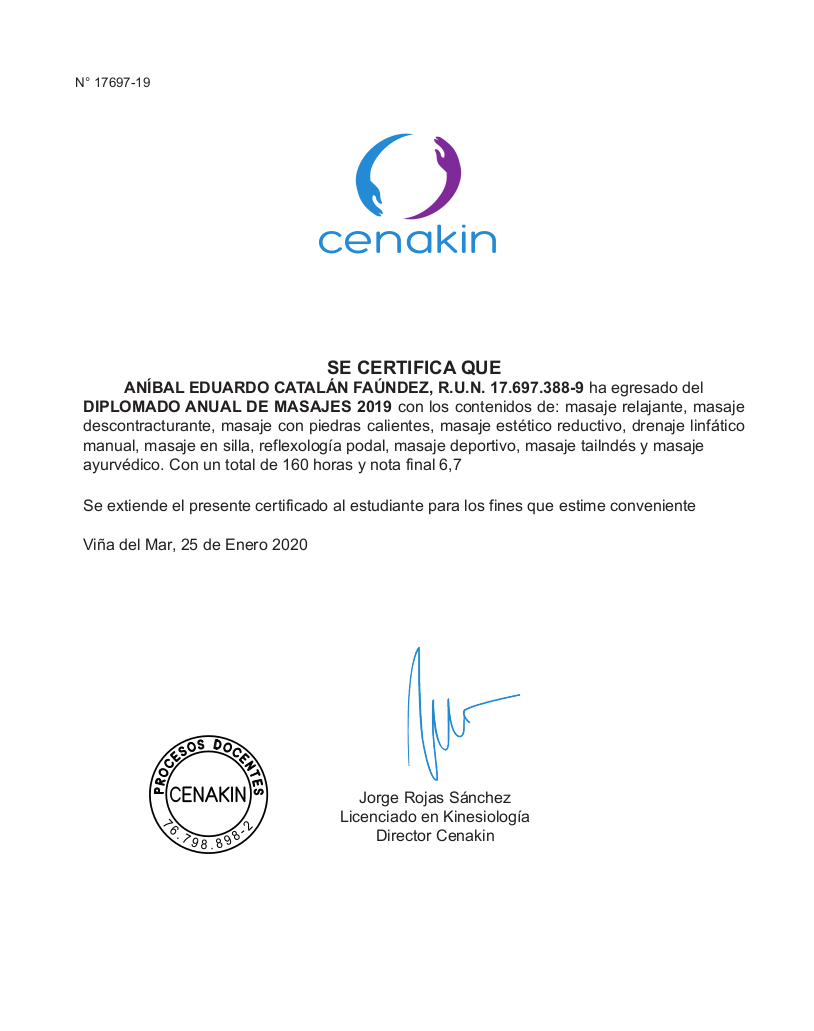 N° 17697-19
cenakin
SE CERTIFICA QUE
ANÍBAL EDUARDO CATALÁN FAÚNDEZ, R.U.N. 17.697.388-9 ha egresado del
DIPLOMADO ANUAL DE MASAJES 2019 con los contenidos de: masaje relajante, masaje
descontracturante, masaje con piedras calientes, masaje estético reductivo, drenaje linfático
manual, masaje en silla, reflexología podal, masaje deportivo, masaje tailndés y masaje
ayurvédico. Con un total de 160 horas y nota final 6,7
Se extiende el presente certificado al estudiante para los fines que estime conveniente
Viña del Mar, 25 de Enero 2020
PROCESOS DOCENTES
CENAKIN
76.798.898-2
Jorge Rojas Sánchez
Licenciado en Kinesiología
Director Cenakin